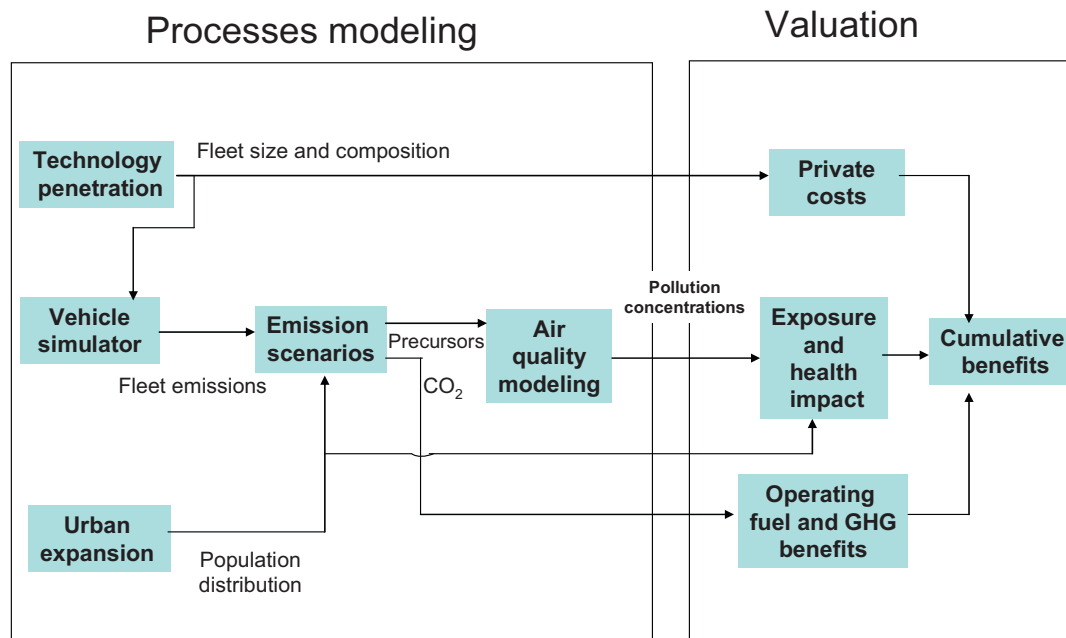 Processes modeling
Valuation
Technology
penetration
Fleet size and composition
Private
costs
Vehicle
simulator
Fleet emissions
Emission
scenarios
Precursors
CO₂
Air
quality
modeling
Pollution
concentrations
Exposure
and
health
impact
Cumulative
benefits
Urban
expansion
Population
distribution
Operating
fuel and GHG
benefits